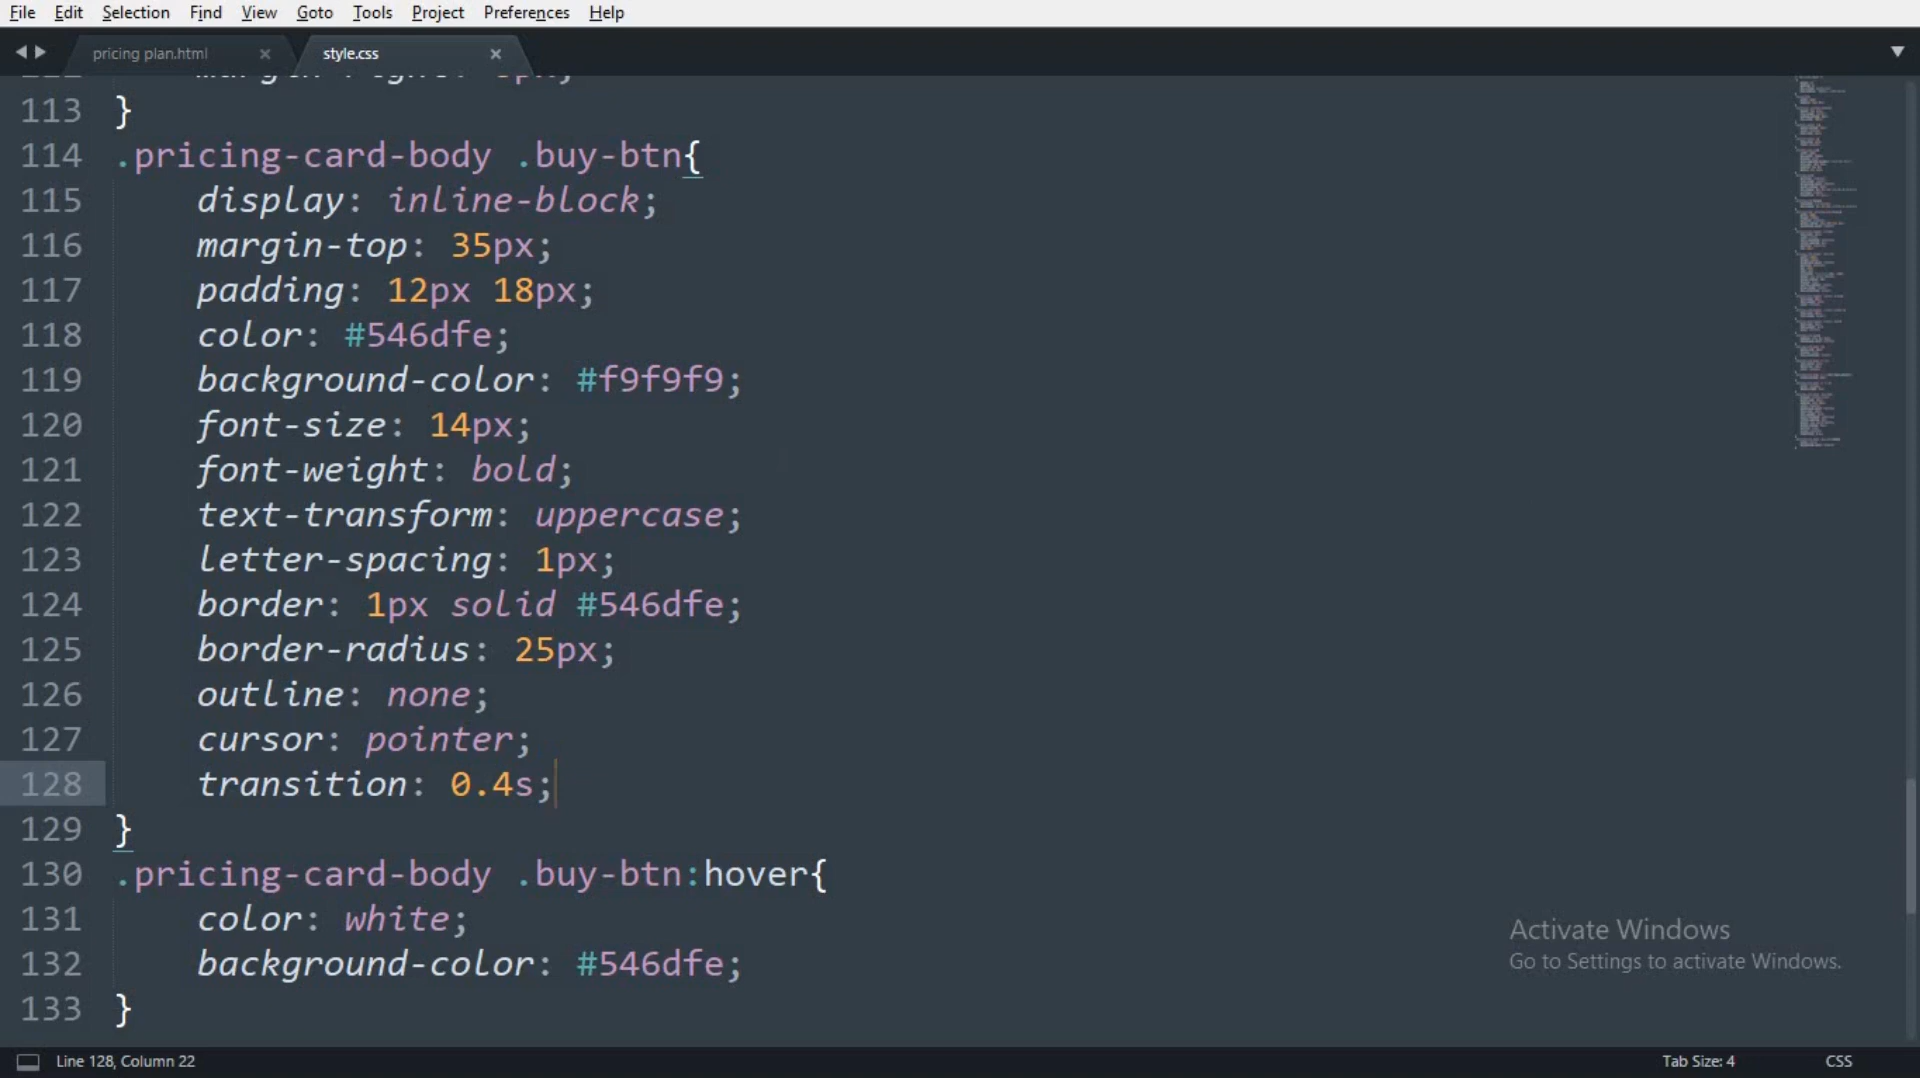 File Edit Selection Find View Goto Tools Project Preferences Help
pricing plan.html × style.css ×
113 }
114 .pricing-card-body .buy-btn{
115 display: inline-block;
116 margin-top: 35px;
117 padding: 12px 18px;
118 color: #546dfe;
119 background-color: #f9f9f9;
120 font-size: 14px;
121 font-weight: bold;
122 text-transform: uppercase;
123 letter-spacing: 1px;
124 border: 1px solid #546dfe;
125 border-radius: 25px;
126 outline: none;
127 cursor: pointer;
128 transition: 0.4s;
129 }
130 .pricing-card-body .buy-btn:hover{
131 color: white;
132 background-color: #546dfe;
133 }
Activate Windows
Go to Settings to activate Windows.
Line 128, Column 22 Tab Size: 4 CSS